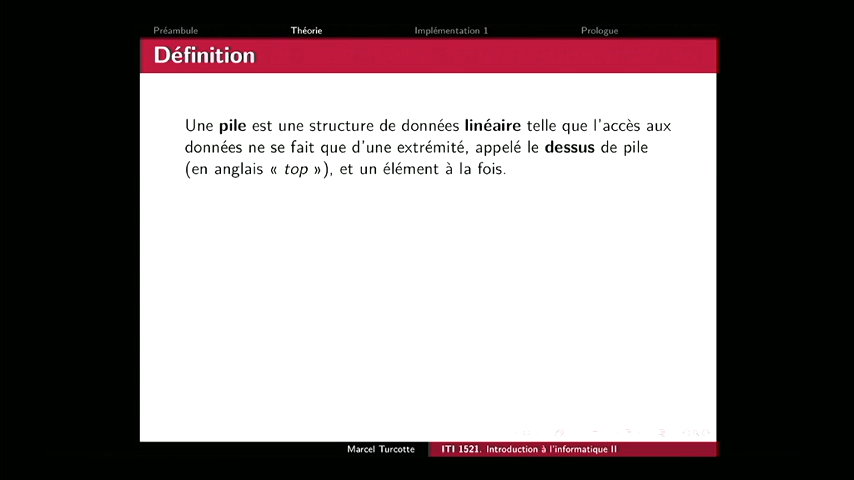 Préambule Théorie Implémentation 1 Prologue
Définition
Une pile est une structure de données linéaire telle que l'accès aux
données ne se fait que d'une extrémité, appelé le dessus de pile
(en anglais « top »), et un élément à la fois.
Marcel Turcotte ITI 1521. Introduction à l'informatique II